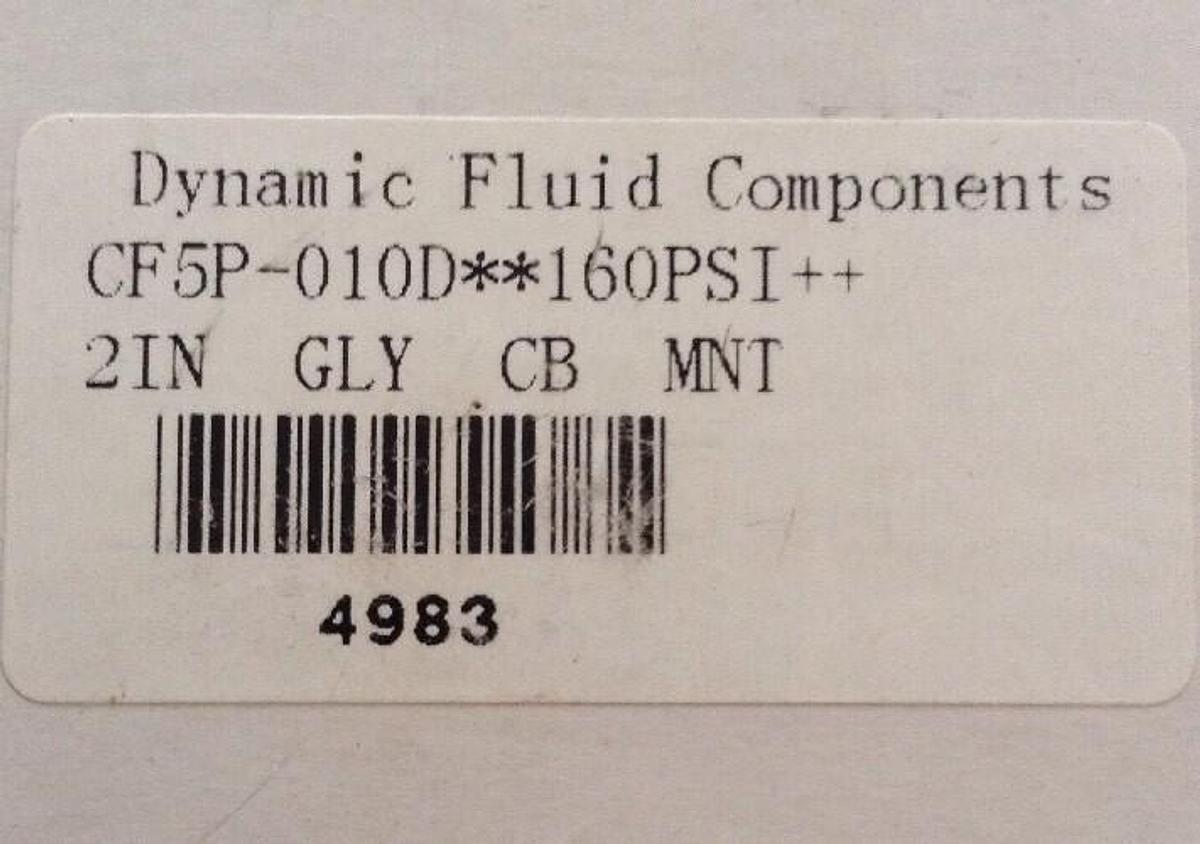 Dynamic Fluid Components
CF5P-010D**160PSI++
2IN GLY CB MNT
4983